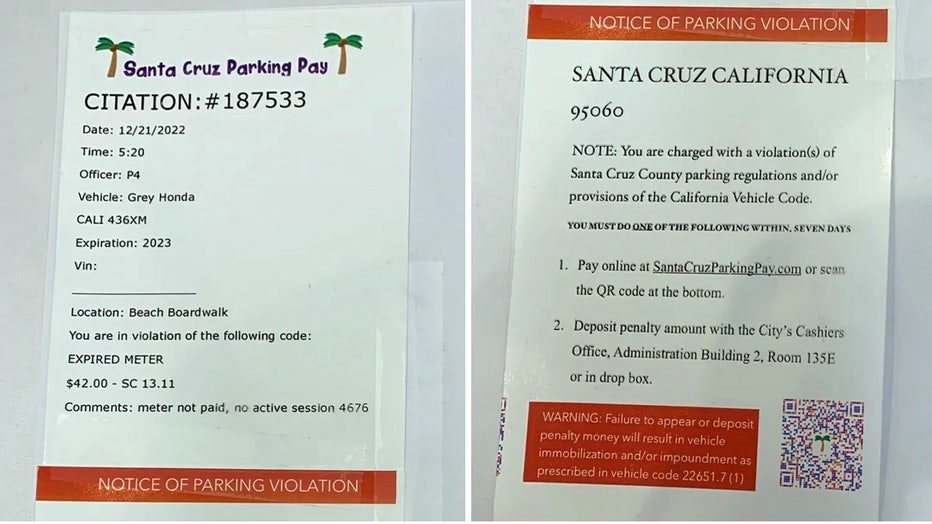 Santa Cruz Parking Pay
CITATION:#187533
Date: 12/21/2022
Time: 5:20
Officer: P4
Vehicle: Grey Honda
CALI 436XM
Expiration: 2023
Vin:
Location: Beach Boardwalk
You are in violation of the following code:
EXPIRED METER
$42.00 - SC 13.11
Comments: meter not paid, no active session 4676
NOTICE OF PARKING VIOLATION
NOTICE OF PARKING VIOLATION
SANTA CRUZ CALIFORNIA
95060
NOTE: You are charged with a violation(s) of
Santa Cruz County parking regulations and/or
provisions of the California Vehicle Code.
YOU MUST DO ONE OF THE FOLLOWING WITHIN, SEVEN DAYS
1. Pay online at SantaCruzParkingPay.com or scan
the QR code at the bottom.
2. Deposit penalty amount with the City's Cashiers
Office, Administration Building 2, Room 135E
or in drop box.
WARNING: Failure to appear or deposit
penalty money will result in vehicle
immobilization and/or impoundment as
prescribed in vehicle code 22651.7 (1)